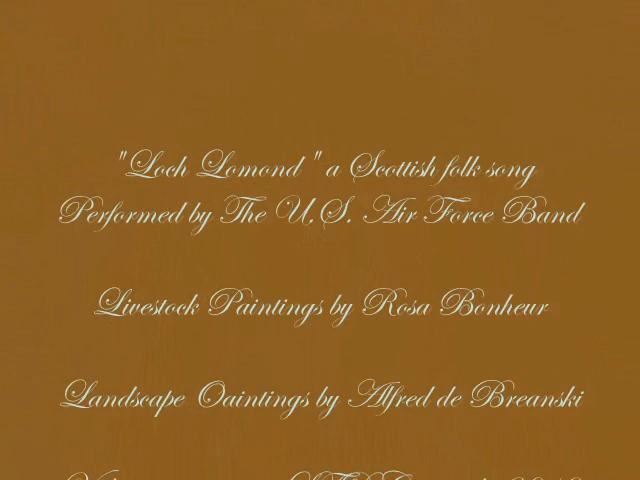 "Loch Lomond " a Scottish folk song
Performed by The U.S. Air Force Band
Livestock Paintings by Rosa Bonheur
Landscape Oaintings by Alfred de Breanski